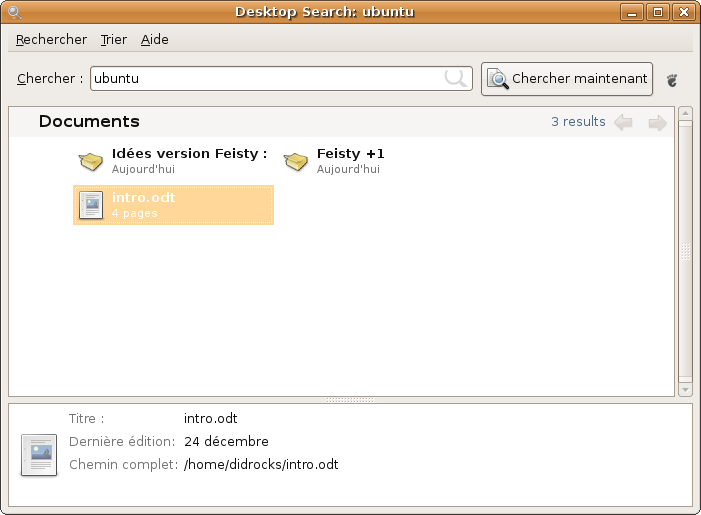 Desktop Search: ubuntu
Rechercher Trier Aide
Chercher : ubuntu Chercher maintenant
Documents 3 results
Idées version Feisty : Feisty +1
Aujourd'hui Aujourd'hui
intro.odt
4 pages
Titre : intro.odt
Dernière édition: 24 décembre
Chemin complet: /home/didrocks/intro.odt